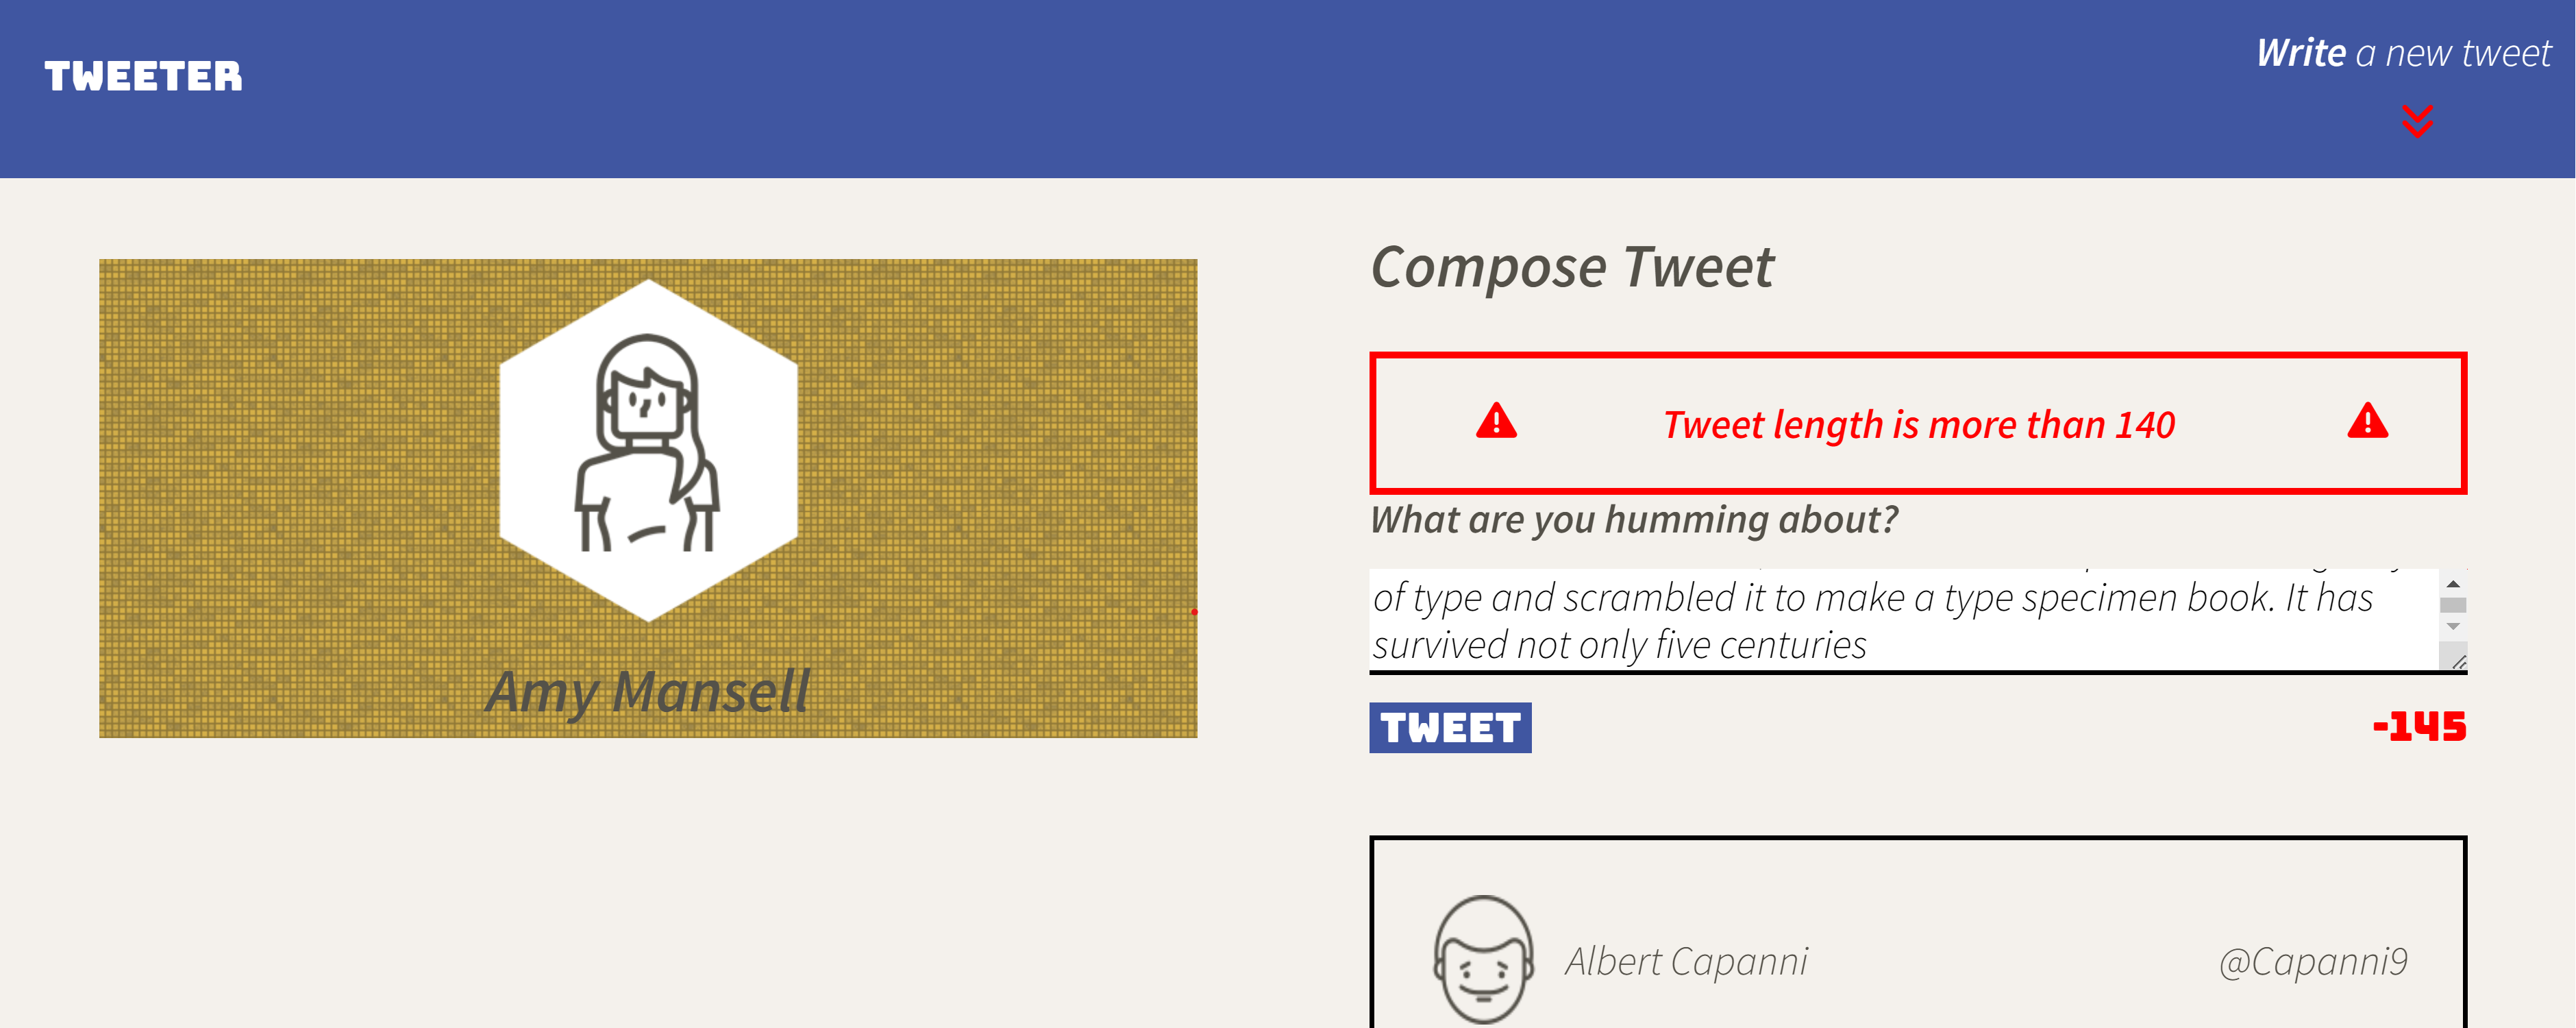 TWEETER
Write a new tweet
Amy Mansell
Compose Tweet
Tweet length is more than 140
What are you humming about?
of type and scrambled it to make a type specimen book. It has
survived not only five centuries
TWEET
-145
Albert Capanni
@Capanni9